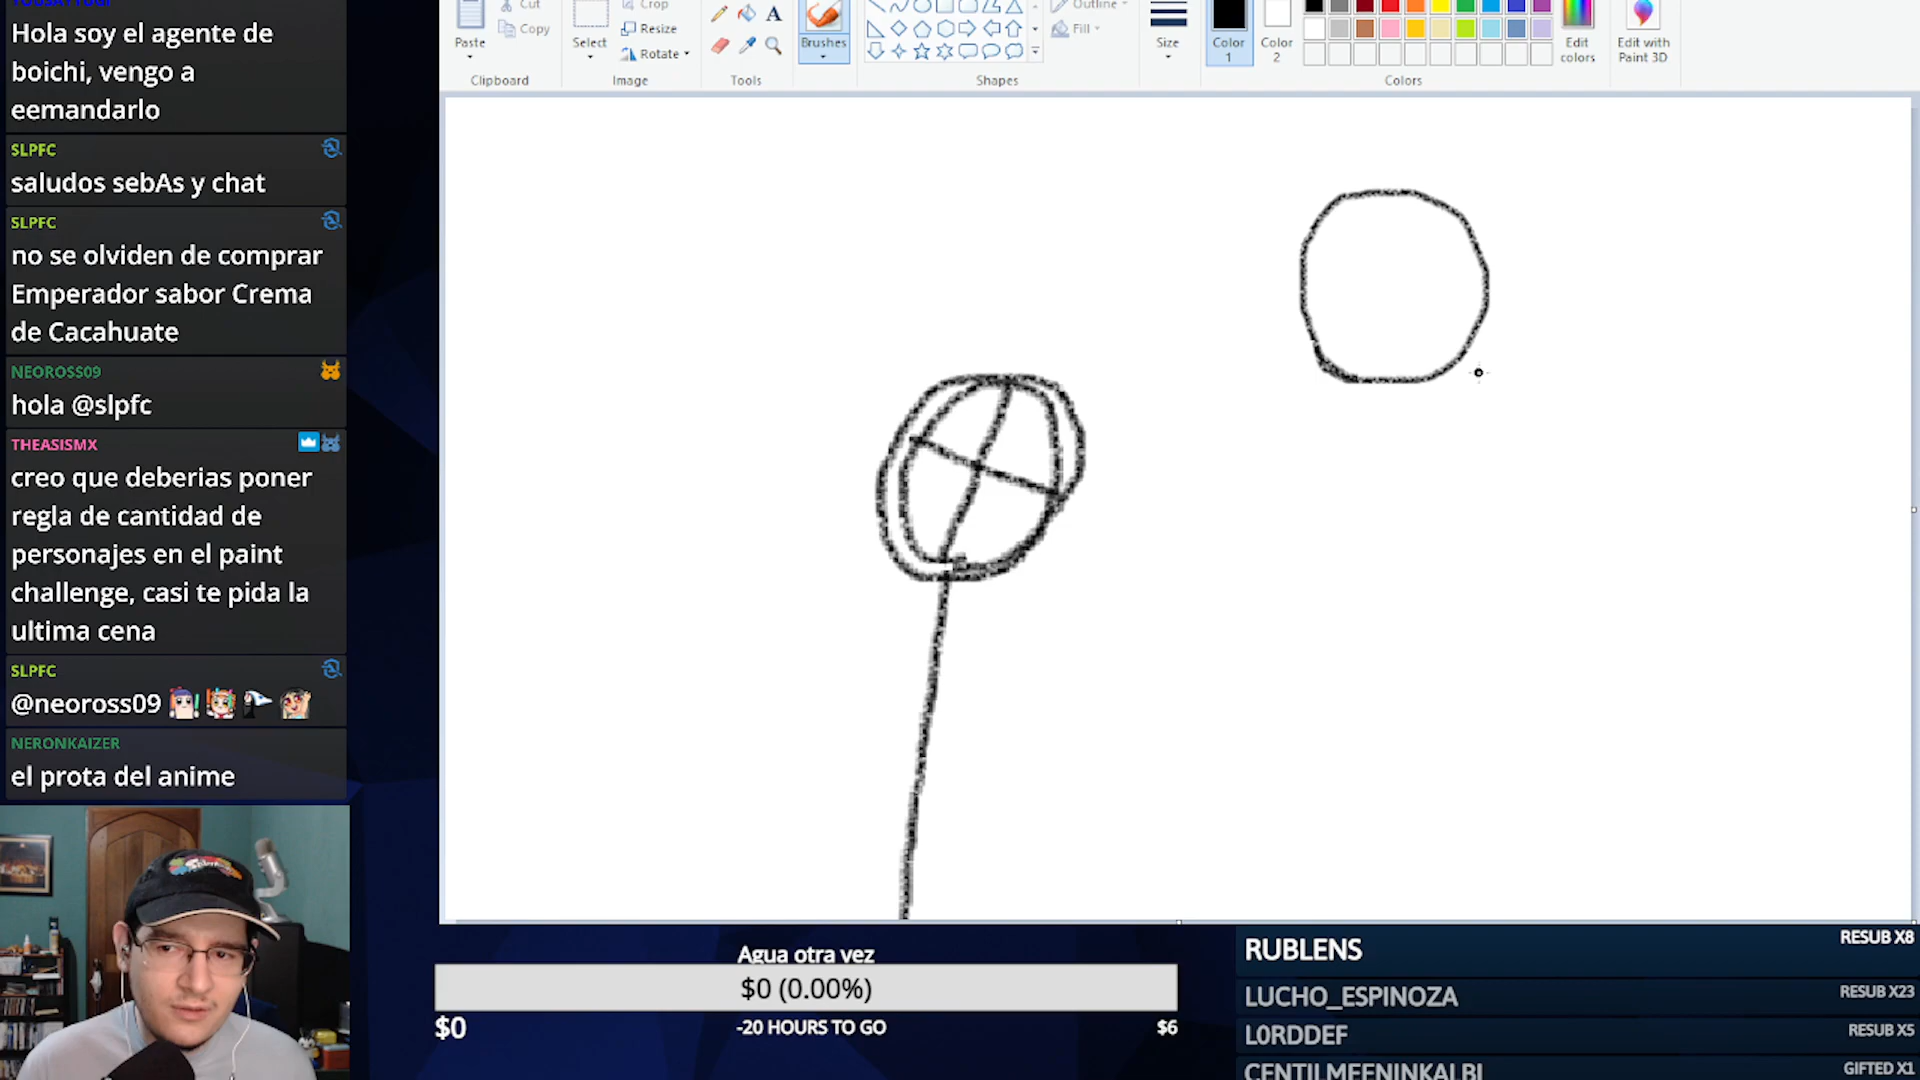 Hola soy el agente de
boichi, vengo a
eemandarlo
SLPFC
saludos sebAs y chat
SLPFC
no se olviden de comprar
Emperador sabor Crema
de Cacahuate
NEOROSS09
hola @slpfc
THEASISMX
creo que deberias poner
regla de cantidad de
personajes en el paint
challenge, casi te pida la
ultima cena
SLPFC
@neoross09
NERONKAIZER
el prota del anime
Paste
Cut
Copy
Clipboard
Select
Crop
Resize
Rotate
Image
A
Tools
Brushes
Outline
Fill
Shapes
Size
Color
1
Color
2
Edit
colors
Edit with
Paint 3D
Colors
Agua otra vez
$0 (0.00%)
$0
-20 HOURS TO GO
$6
RUBLENS
RESUB X8
LUCHO_ESPINOZA
RESUB X23
L0RDDEF
RESUB X5
GIFTED X1